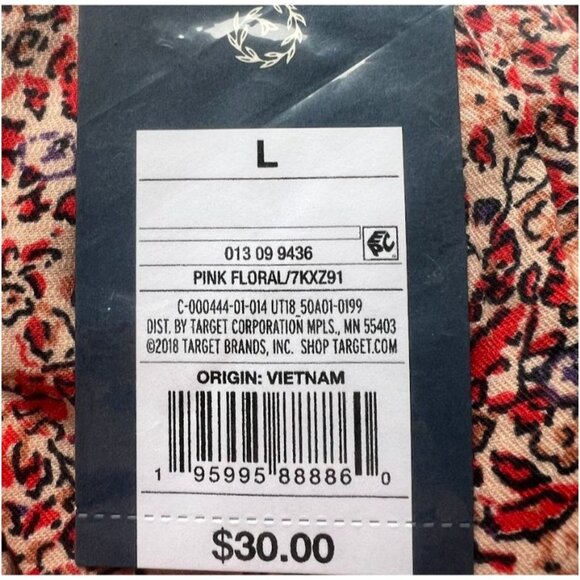 L
EPC
013 09 9436
PINK FLORAL/7KXZ91
C-000444-01-014 UT18_50A01-0199
DIST. BY TARGET CORPORATION MPLS., MN 55403
©2018 TARGET BRANDS, INC. SHOP TARGET.COM
ORIGIN: VIETNAM
1 95995 88886 0
$30.00